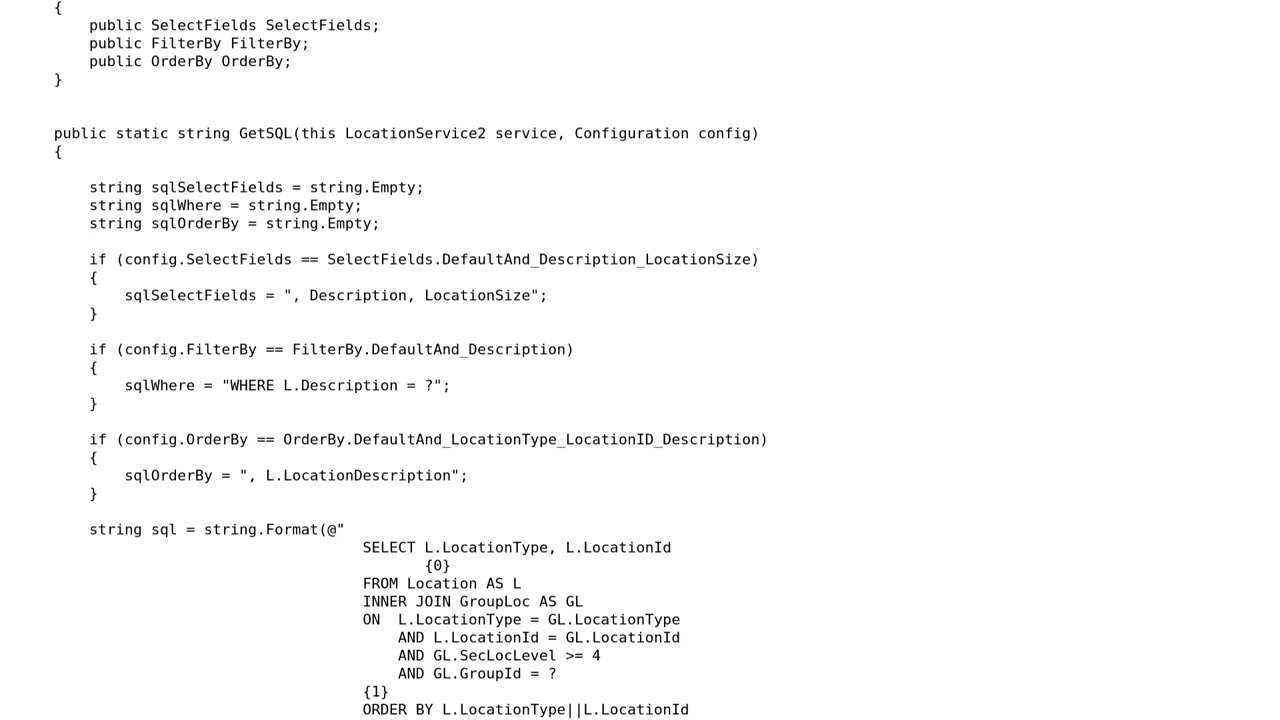 {
public SelectFields SelectFields;
public FilterBy FilterBy;
public OrderBy OrderBy;
}
public static string GetSQL(this LocationService2 service, Configuration config)
{
string sqlSelectFields = string.Empty;
string sqlWhere = string.Empty;
string sqlOrderBy = string.Empty;
if (config.SelectFields == SelectFields.DefaultAnd_Description_LocationSize)
{
sqlSelectFields = ", Description, LocationSize";
}
if (config.FilterBy == FilterBy.DefaultAnd_Description)
{
sqlWhere = "WHERE L.Description = ?";
}
if (config.OrderBy == OrderBy.DefaultAnd_LocationType_LocationID_Description)
{
sqlOrderBy = ", L.LocationDescription";
}
string sql = string.Format(@"
SELECT L.LocationType, L.LocationId
{0}
FROM Location AS L
INNER JOIN GroupLoc AS GL
ON  L.LocationType = GL.LocationType
AND L.LocationId = GL.LocationId
AND GL.SecLocLevel >= 4
AND GL.GroupId = ?
{1}
ORDER BY L.LocationType||L.LocationId